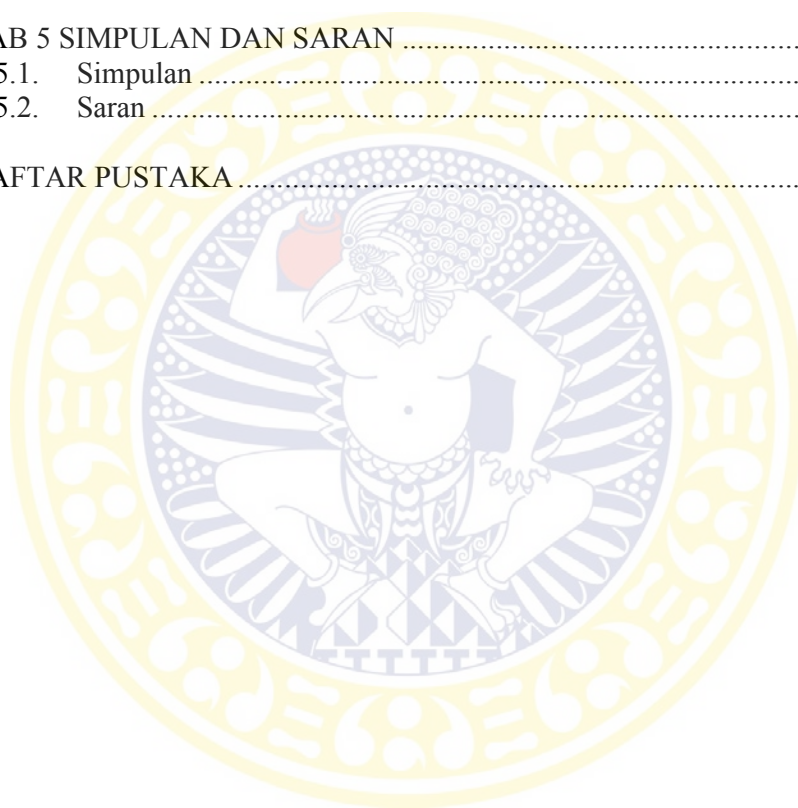 AB 5 SIMPULAN DAN SARAN ........................................................
5.1. Simpulan ....................................................................................
5.2. Saran ..........................................................................................
AFTAR PUSTAKA ................................................................................